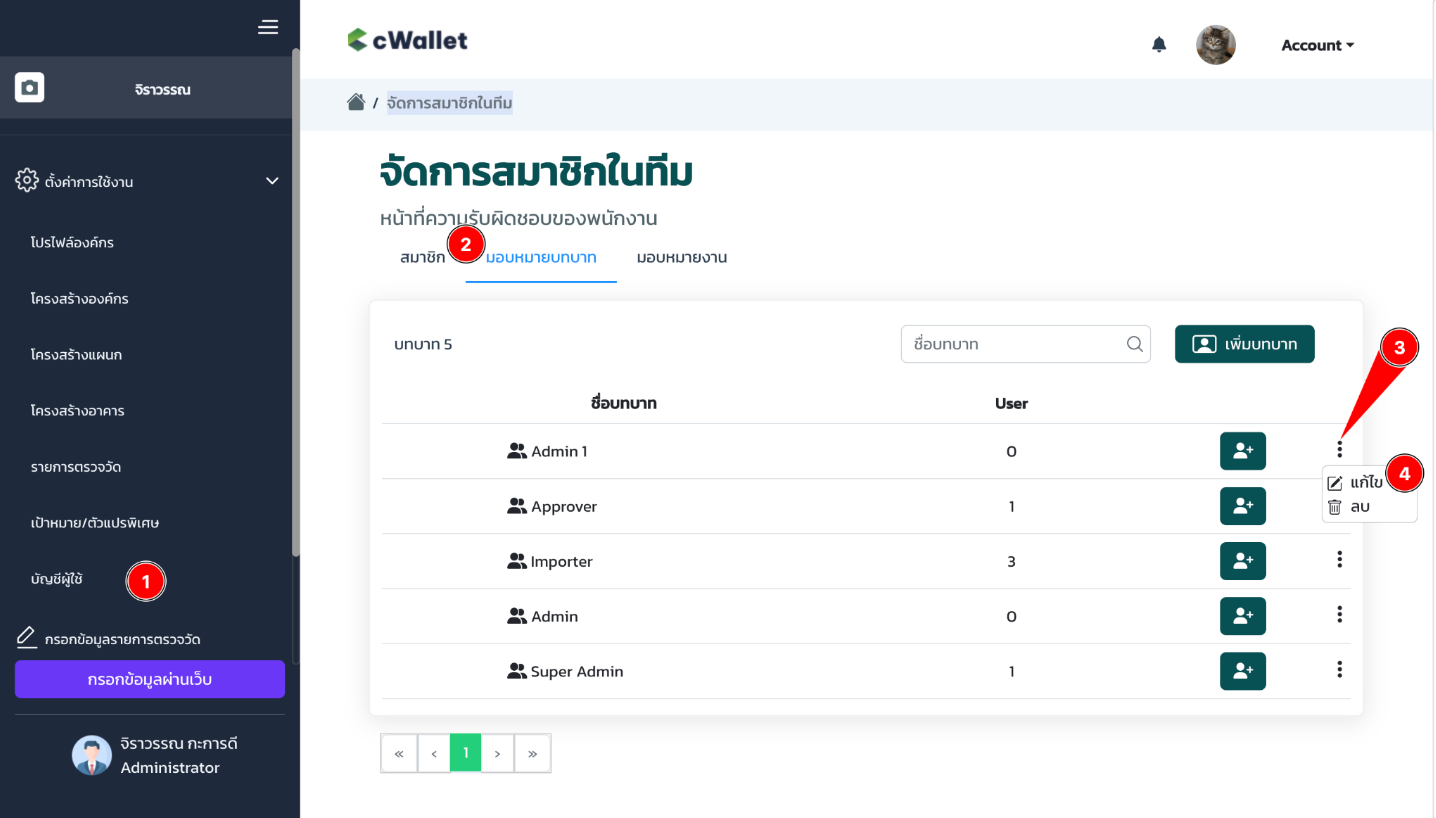 cWallet
Account
จิราวรรณ
/ จัดการสมาชิกในทีม
จัดการสมาชิกในทีม
ตั้งค่าการใช้งาน
หน้าที่ความรับผิดชอบของพนักงาน
2
โปรไฟล์องค์กร
สมาชิก มอบหมายบทบาท มอบหมายงาน
โครงสร้างองค์กร
โครงสร้างแผนก
โครงสร้างอาคาร
รายการตรวจวัด
เป้าหมาย/ตัวแปรพิเศษ
บัญชีผู้ใช้
1
กรอกข้อมูลรายการตรวจวัด
กรอกข้อมูลผ่านเว็บ
จิราวรรณ กะการดี
Administrator
บทบาท 5
ชื่อบทบาท
เพิ่มบทบาท
3
ชื่อบทบาท User
Admin 1 0
4
แก้ไข
ลบ
Approver 1
Importer 3
Admin 0
Super Admin 1
« ‹ 1 › »